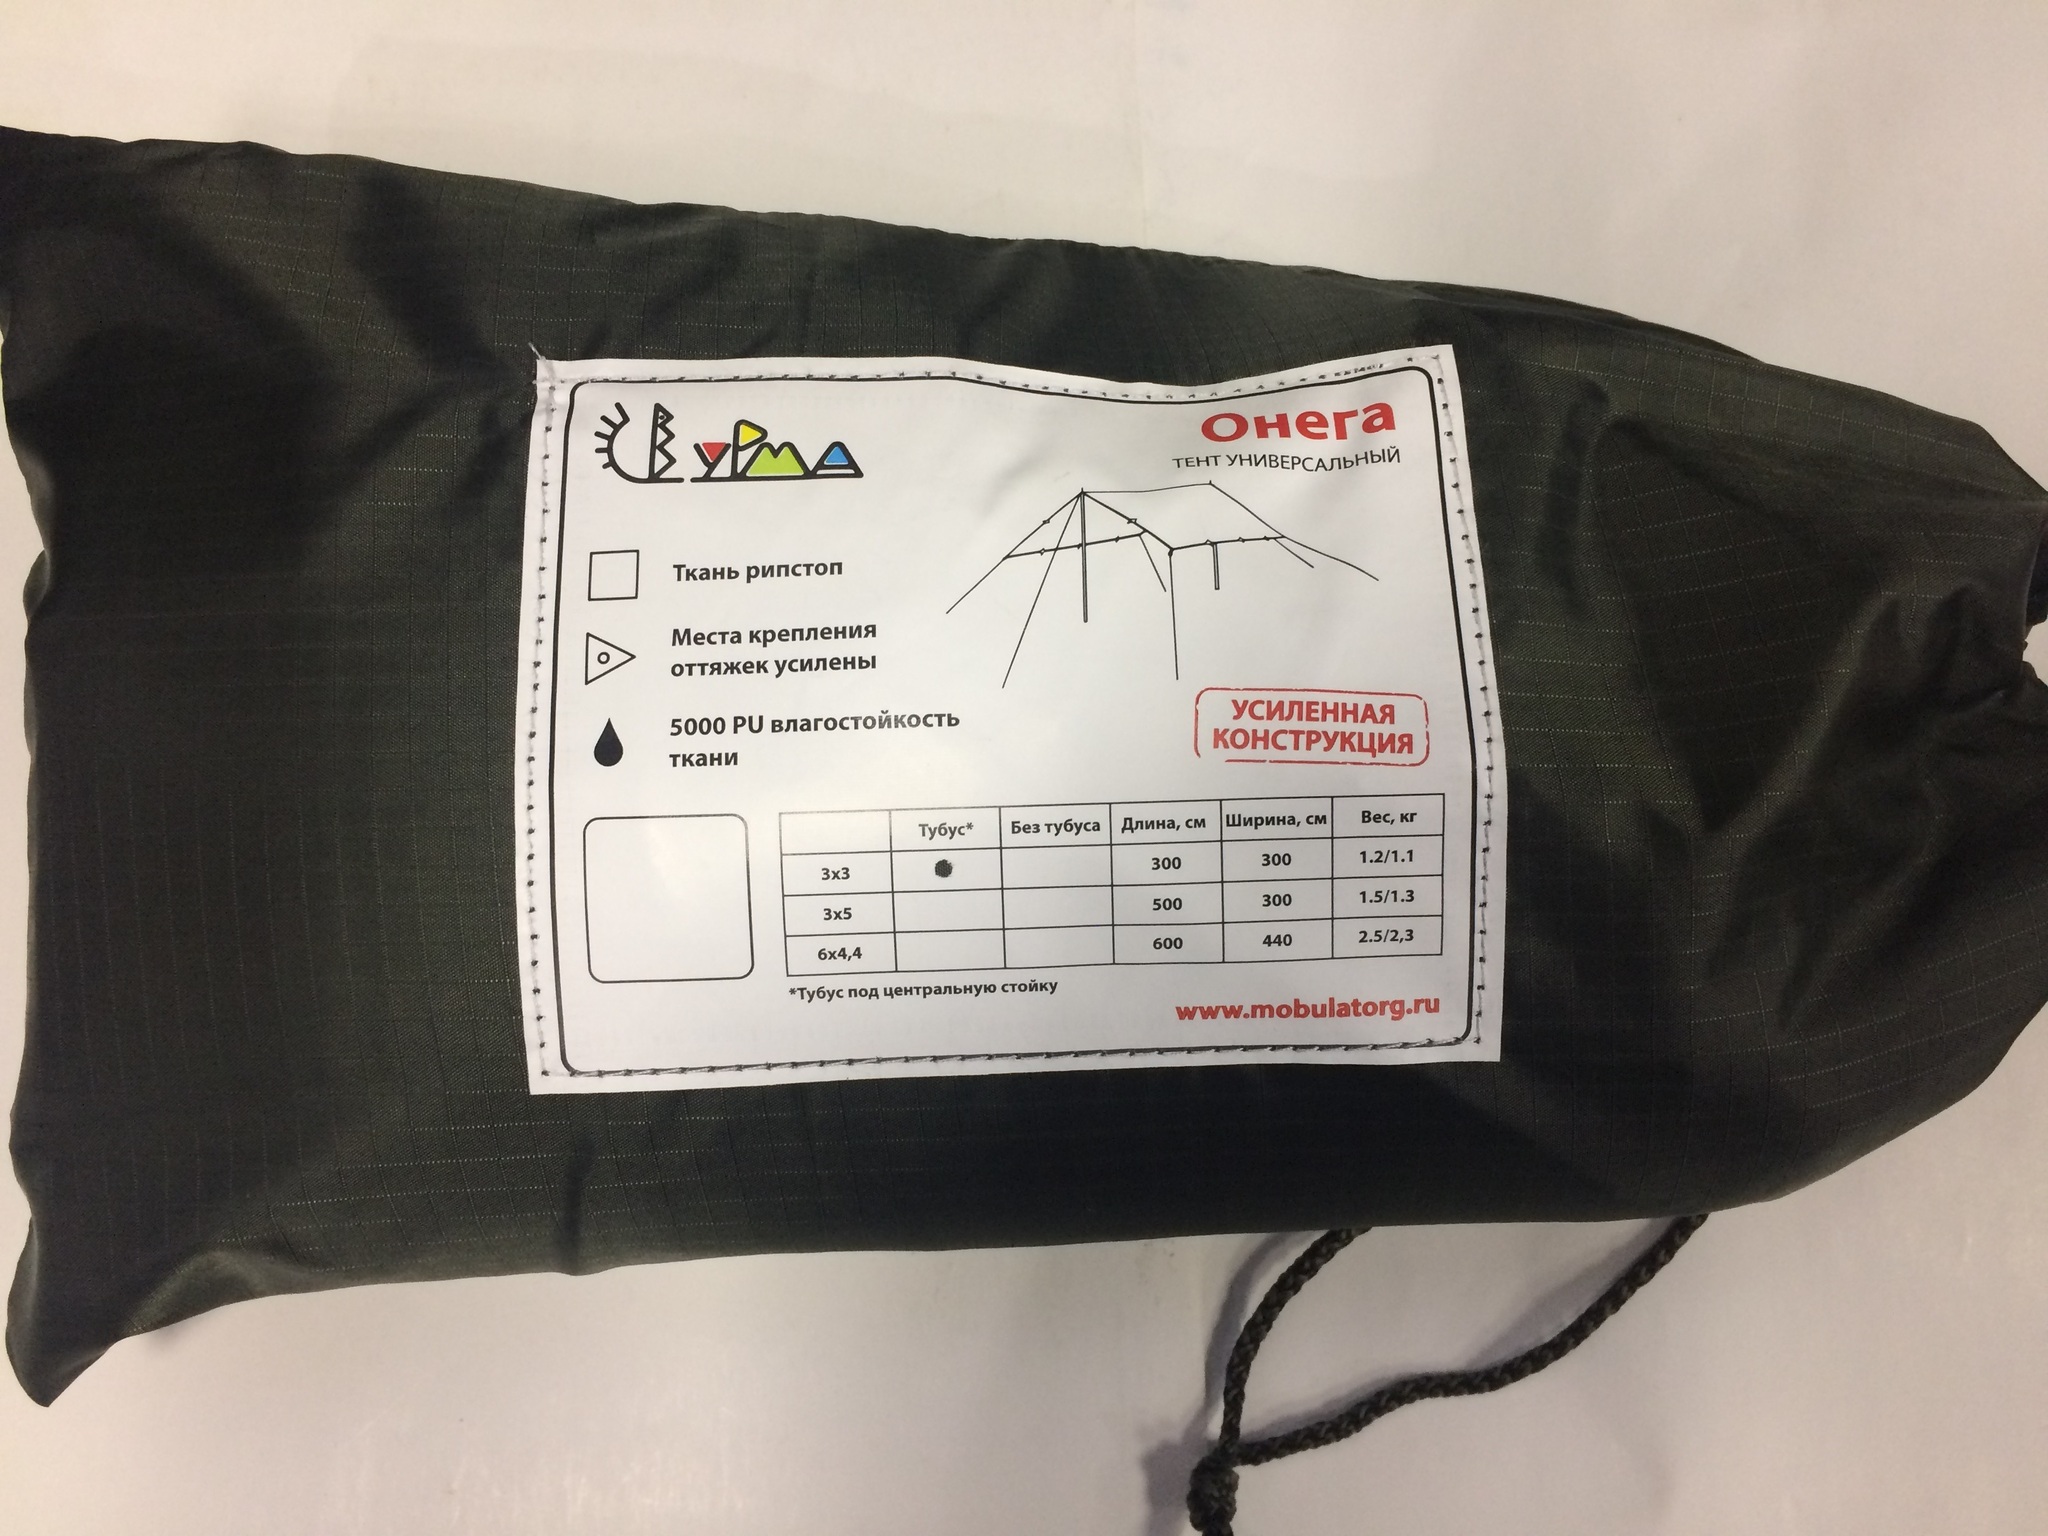 УРМА
Онега
ТЕНТ УНИВЕРСАЛЬНЫЙ
Ткань рипстоп
Места крепления
оттяжек усилены
5000 PU влагостойкость
ткани
УСИЛЕННАЯ
КОНСТРУКЦИЯ
Тубус* Без тубуса Длина, см Ширина, см Вес, кг
3х3 300 300 1.2/1.1
3х5 500 300 1.5/1.3
6х4,4 600 440 2.5/2,3
*Тубус под центральную стойку
www.mobulatorg.ru